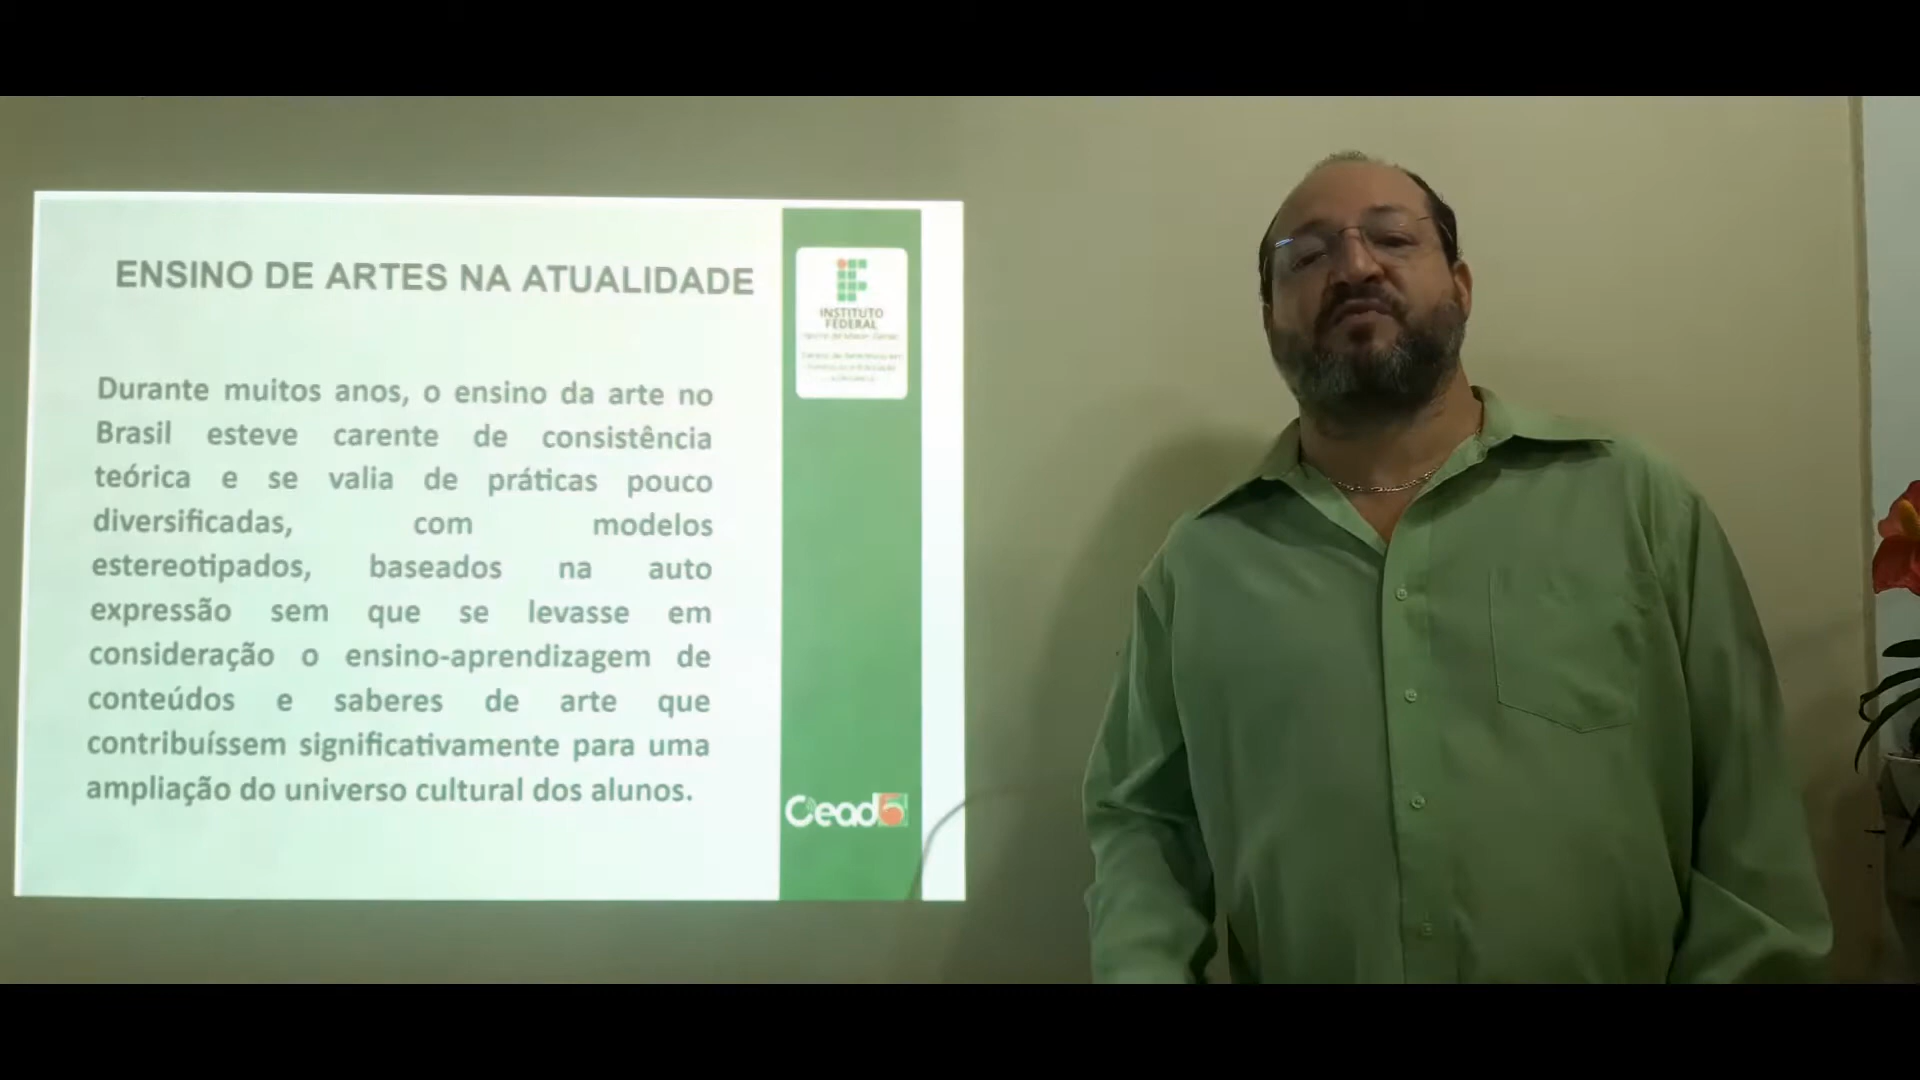 ENSINO DE ARTES NA ATUALIDADE
Durante muitos anos, o ensino da arte no
Brasil esteve carente de consistência
teórica e se valia de práticas pouco
diversificadas, com modelos
estereotipados, baseados na auto
expressão sem que se levasse em
consideração o ensino-aprendizagem de
conteúdos e saberes de arte que
contribuíssem significativamente para uma
ampliação do universo cultural dos alunos.
INSTITUTO
FEDERAL
Cead